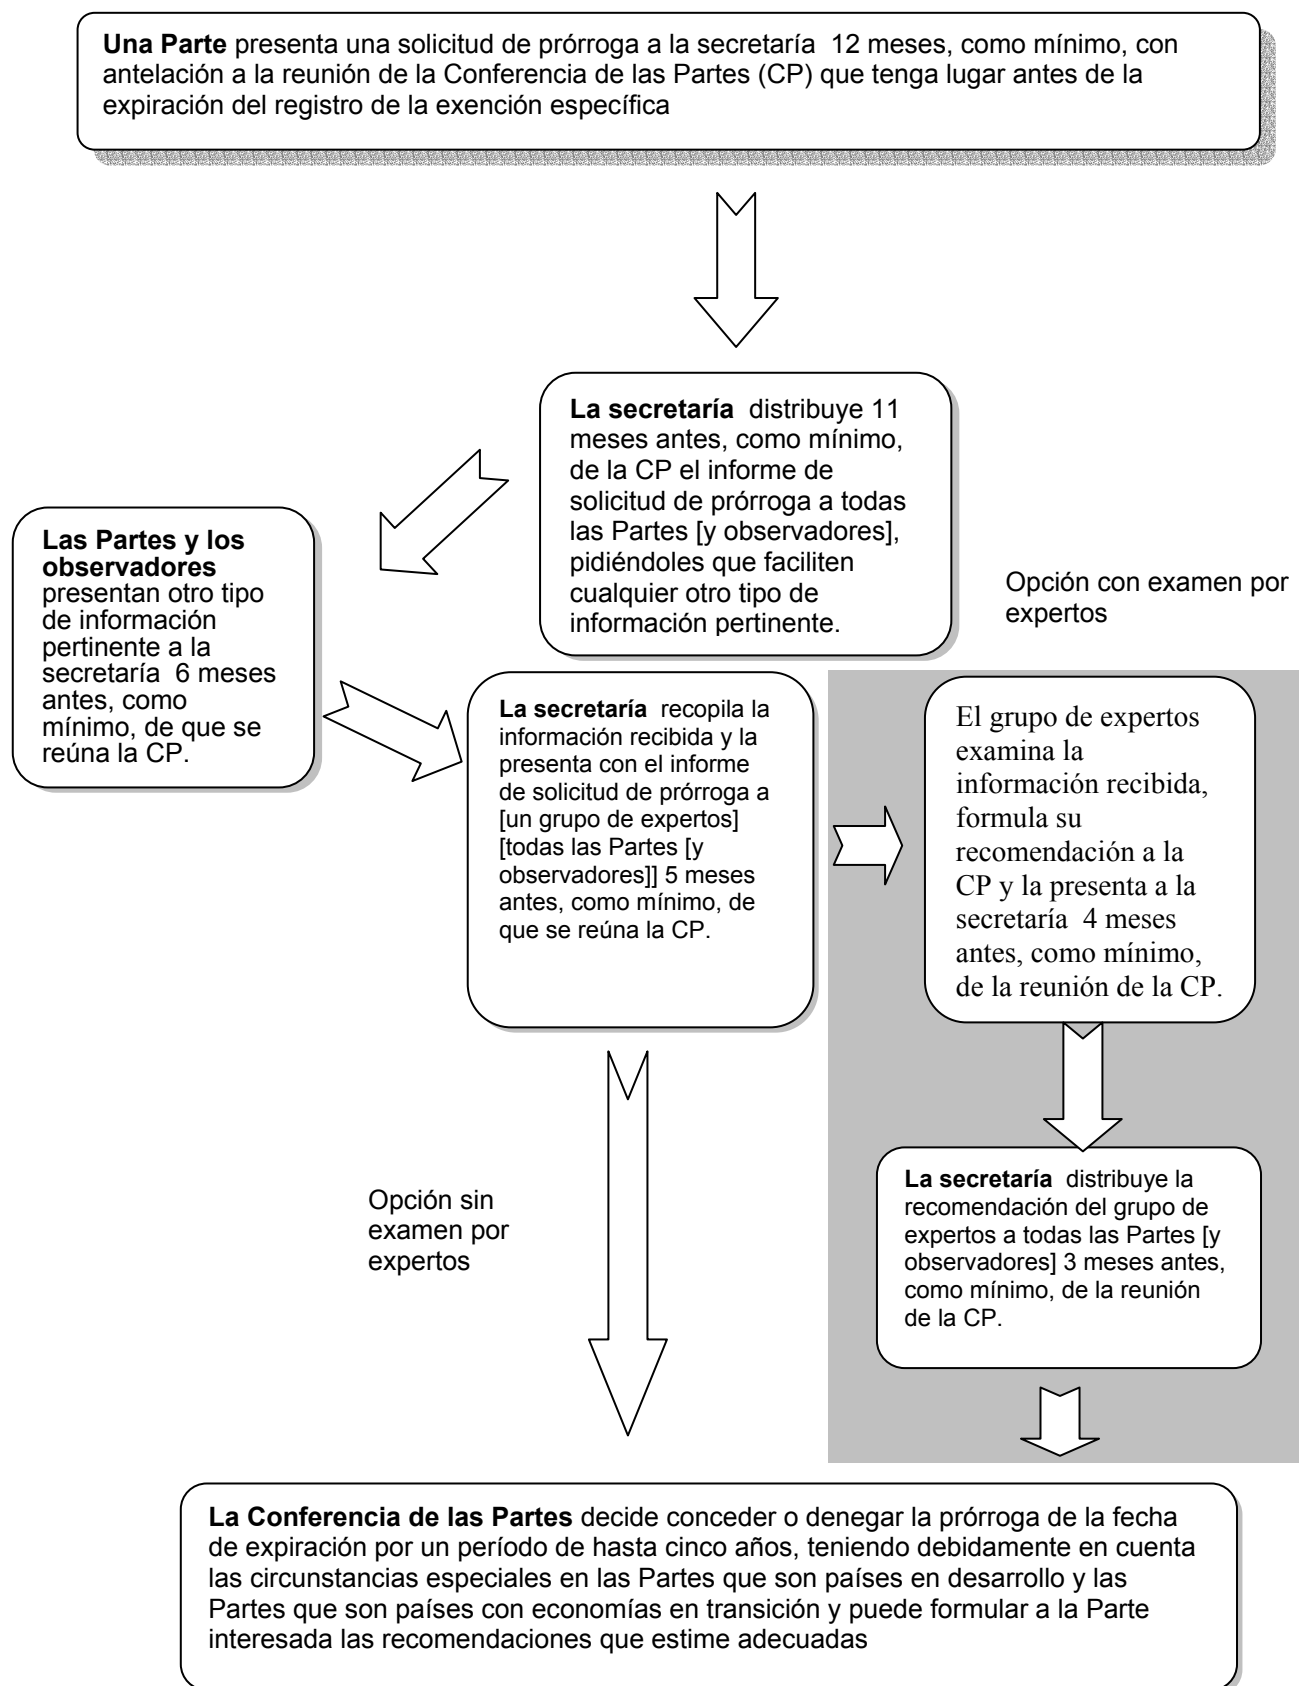 Una Parte presenta una solicitud de prórroga a la secretaría 12 meses, como mínimo, con
antelación a la reunión de la Conferencia de las Partes (CP) que tenga lugar antes de la
expiración del registro de la exención específica
La secretaría distribuye 11
meses antes, como mínimo,
de la CP el informe de
solicitud de prórroga a todas
las Partes [y observadores],
pidiéndoles que faciliten
cualquier otro tipo de
información pertinente.
Las Partes y los
observadores
presentan otro tipo
de información
pertinente a la
secretaría 6 meses
antes, como
mínimo, de que se
reúna la CP.
Opción con examen por
expertos
La secretaría recopila la
información recibida y la
presenta con el informe
de solicitud de prórroga a
[un grupo de expertos]
[todas las Partes [y
observadores]] 5 meses
antes, como mínimo, de
que se reúna la CP.
El grupo de expertos
examina la
información recibida,
formula su
recomendación a la
CP y la presenta a la
secretaría 4 meses
antes, como mínimo,
de la reunión de la CP.
La secretaría distribuye la
recomendación del grupo de
expertos a todas las Partes [y
observadores] 3 meses antes,
como mínimo, de la reunión
de la CP.
Opción sin
examen por
expertos
La Conferencia de las Partes decide conceder o denegar la prórroga de la fecha
de expiración por un período de hasta cinco años, teniendo debidamente en cuenta
las circunstancias especiales en las Partes que son países en desarrollo y las
Partes que son países con economías en transición y puede formular a la Parte
interesada las recomendaciones que estime adecuadas